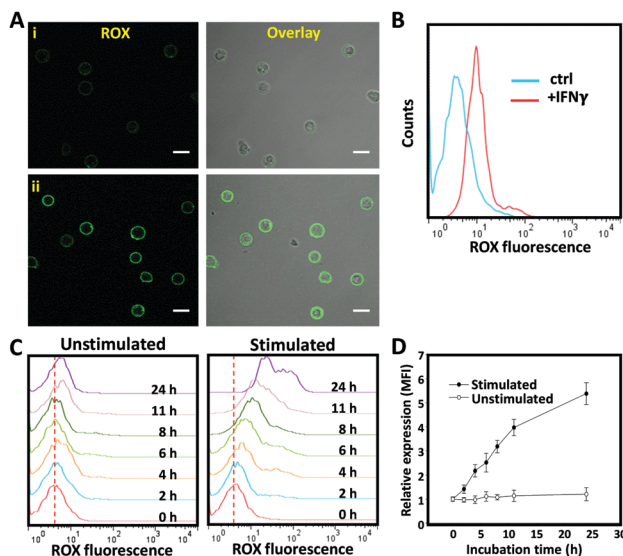 A
i
ROX
Overlay
ii
B
Counts
ctrl
+IFNγ
10⁰ 10¹ 10² 10³ 10⁴
ROX fluorescence
C
Unstimulated
24 h
11 h
8 h
6 h
4 h
2 h
0 h
10⁰ 10¹ 10² 10³ 10⁴
ROX fluorescence
Stimulated
24 h
11 h
8 h
6 h
4 h
2 h
0 h
10⁰ 10¹ 10² 10³ 10⁴
ROX fluorescence
D
Relative expression (MFI)
7
6
5
4
3
2
1
0
Stimulated
Unstimulated
0 5 10 15 20 25 30
Incubation time (h)